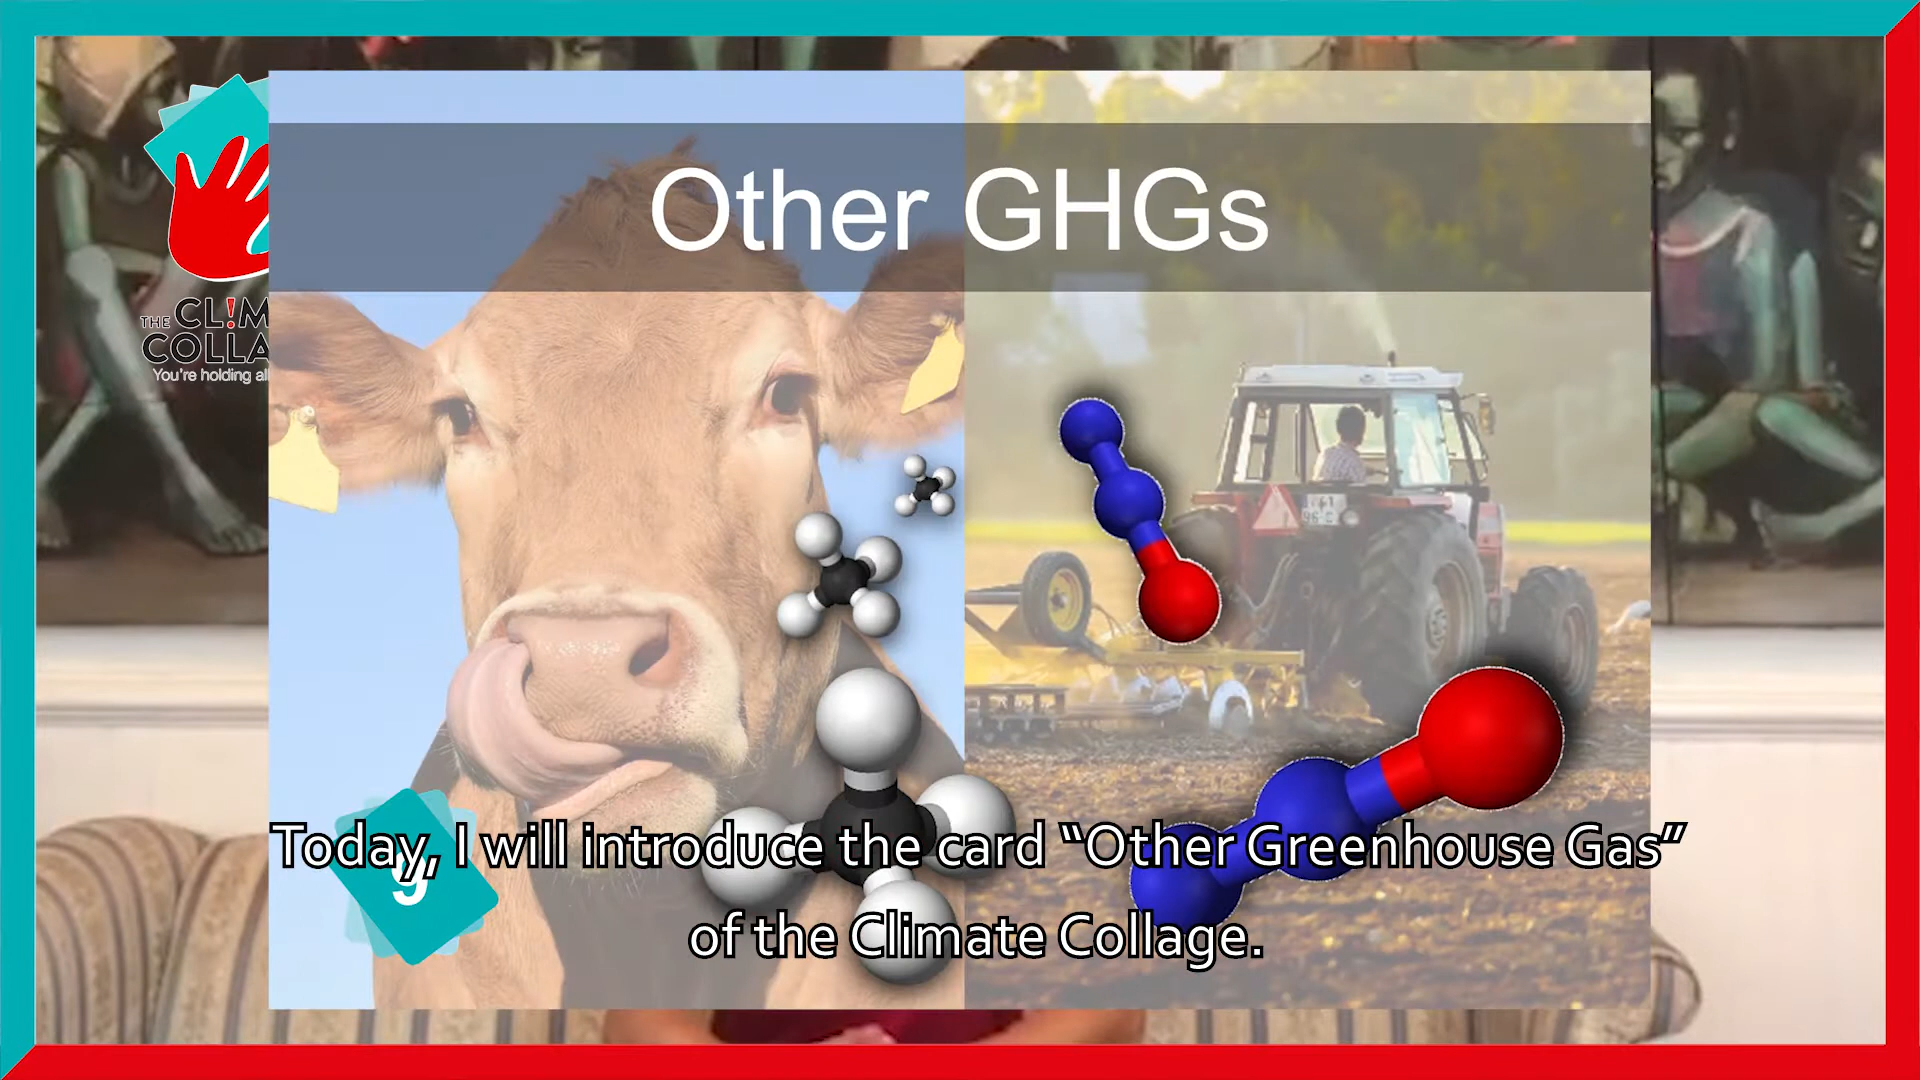 Other GHGs
THE CL!M
COLLA
You're holding all
9
Today, I will introduce the card “Other Greenhouse Gas”
of the Climate Collage.